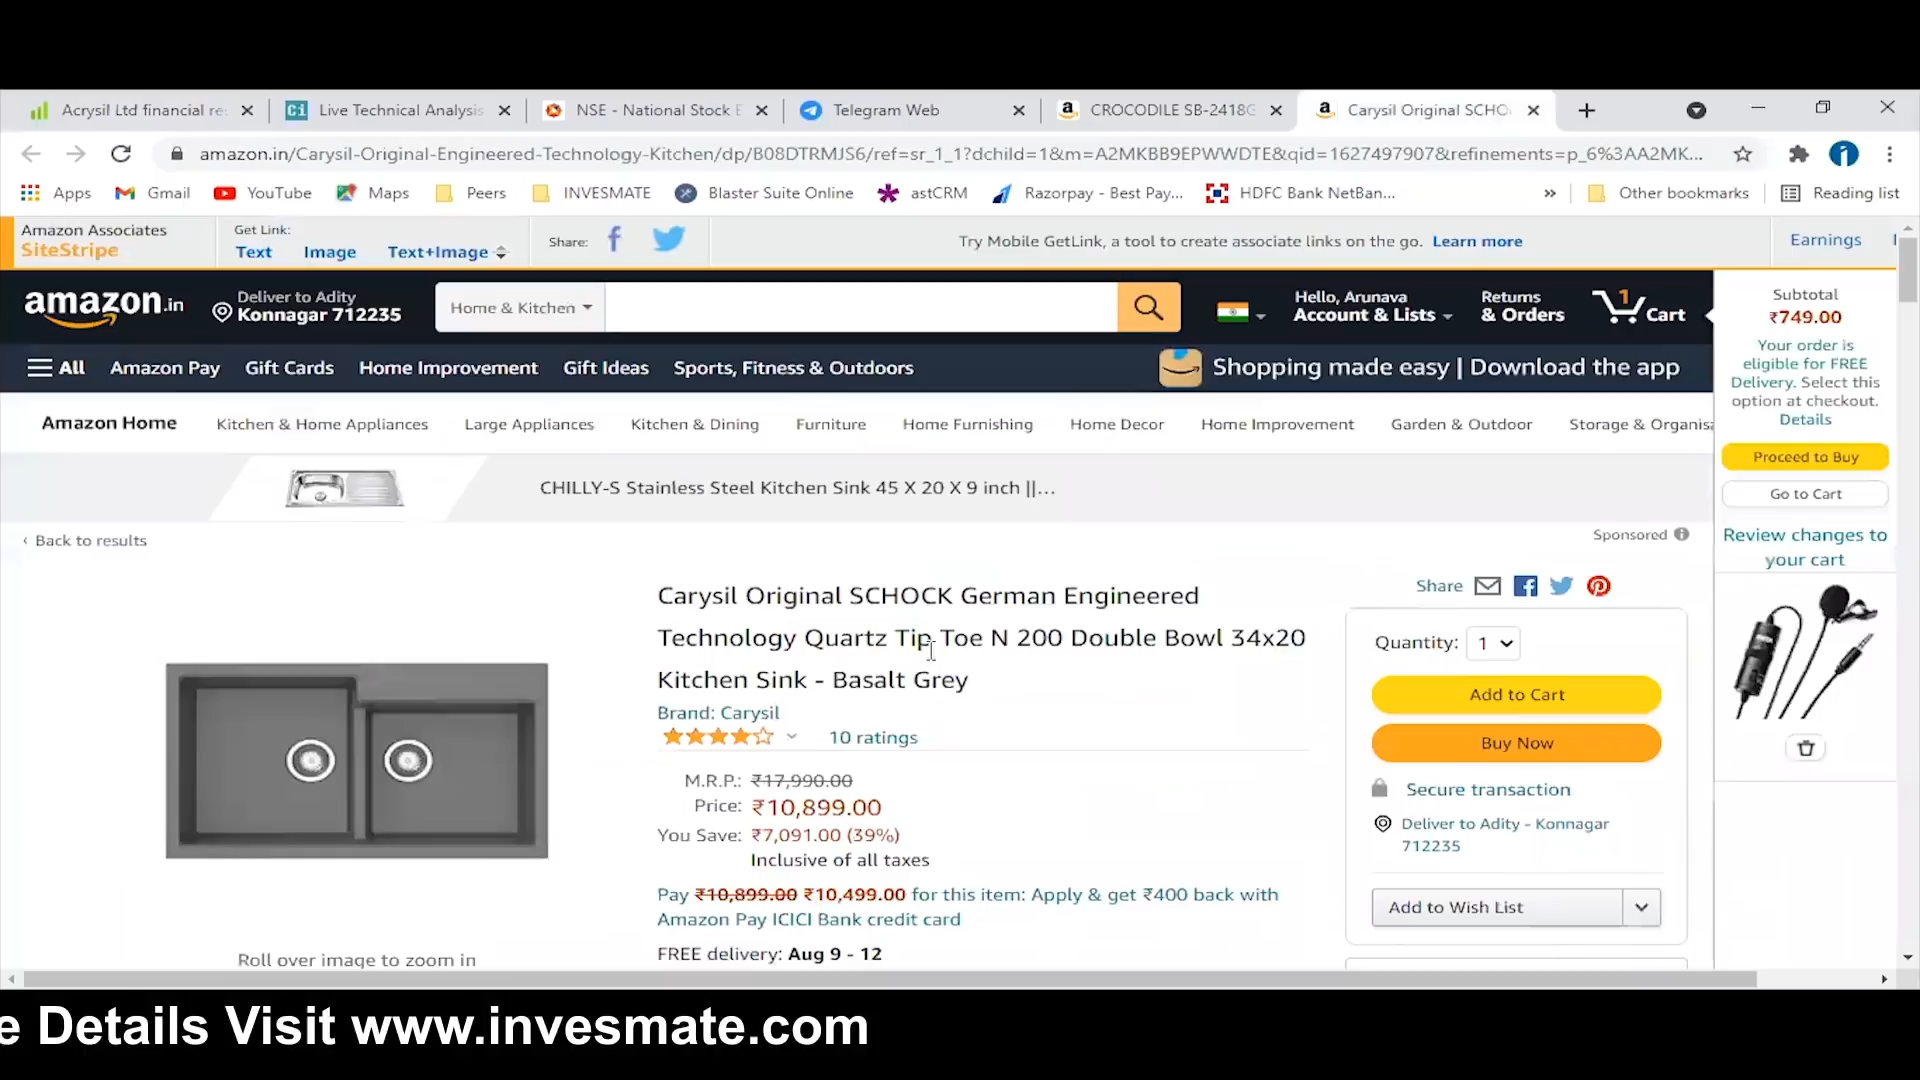 Acrysil Ltd financial re
Live Technical Analysis
NSE - National Stock E
Telegram Web
CROCODILE SB-2418G
Carysil Original SCHO
amazon.in/Carysil-Original-Engineered-Technology-Kitchen/dp/B08DTRMJS6/ref=sr_1_1?dchild=1&m=A2MKBB9EPWWDTE&qid=1627497907&refinements=p_6%3AA2MK...
Apps
Gmail
YouTube
Maps
Peers
INVESMATE
Blaster Suite Online
astCRM
Razorpay - Best Pay...
HDFC Bank NetBan...
»
Other bookmarks
Reading list
Amazon Associates
SiteStripe
Get Link:
Text
Image
Text+Image
Share:
Try Mobile GetLink, a tool to create associate links on the go. Learn more
Earnings
amazon.in
Deliver to Adity
Konnagar 712235
Home & Kitchen
Hello, Arunava
Account & Lists
Returns
& Orders
1
Cart
Subtotal
₹749.00
Your order is
eligible for FREE
Delivery. Select this
option at checkout.
Details
Proceed to Buy
Go to Cart
Review changes to
your cart
All
Amazon Pay
Gift Cards
Home Improvement
Gift Ideas
Sports, Fitness & Outdoors
Shopping made easy | Download the app
Amazon Home
Kitchen & Home Appliances
Large Appliances
Kitchen & Dining
Furniture
Home Furnishing
Home Decor
Home Improvement
Garden & Outdoor
Storage & Organisa
CHILLY-S Stainless Steel Kitchen Sink 45 X 20 X 9 inch ||...
Sponsored
‹ Back to results
Carysil Original SCHOCK German Engineered
Technology Quartz Tip Toe N 200 Double Bowl 34x20
Kitchen Sink - Basalt Grey
Brand: Carysil
10 ratings
M.R.P.: ₹17,990.00
Price: ₹10,899.00
You Save: ₹7,091.00 (39%)
Inclusive of all taxes
Pay ₹10,899.00 ₹10,499.00 for this item: Apply & get ₹400 back with
Amazon Pay ICICI Bank credit card
FREE delivery: Aug 9 - 12
Roll over image to zoom in
Share
Quantity: 1
Add to Cart
Buy Now
Secure transaction
Deliver to Adity - Konnagar
712235
Add to Wish List
e Details Visit www.invesmate.com